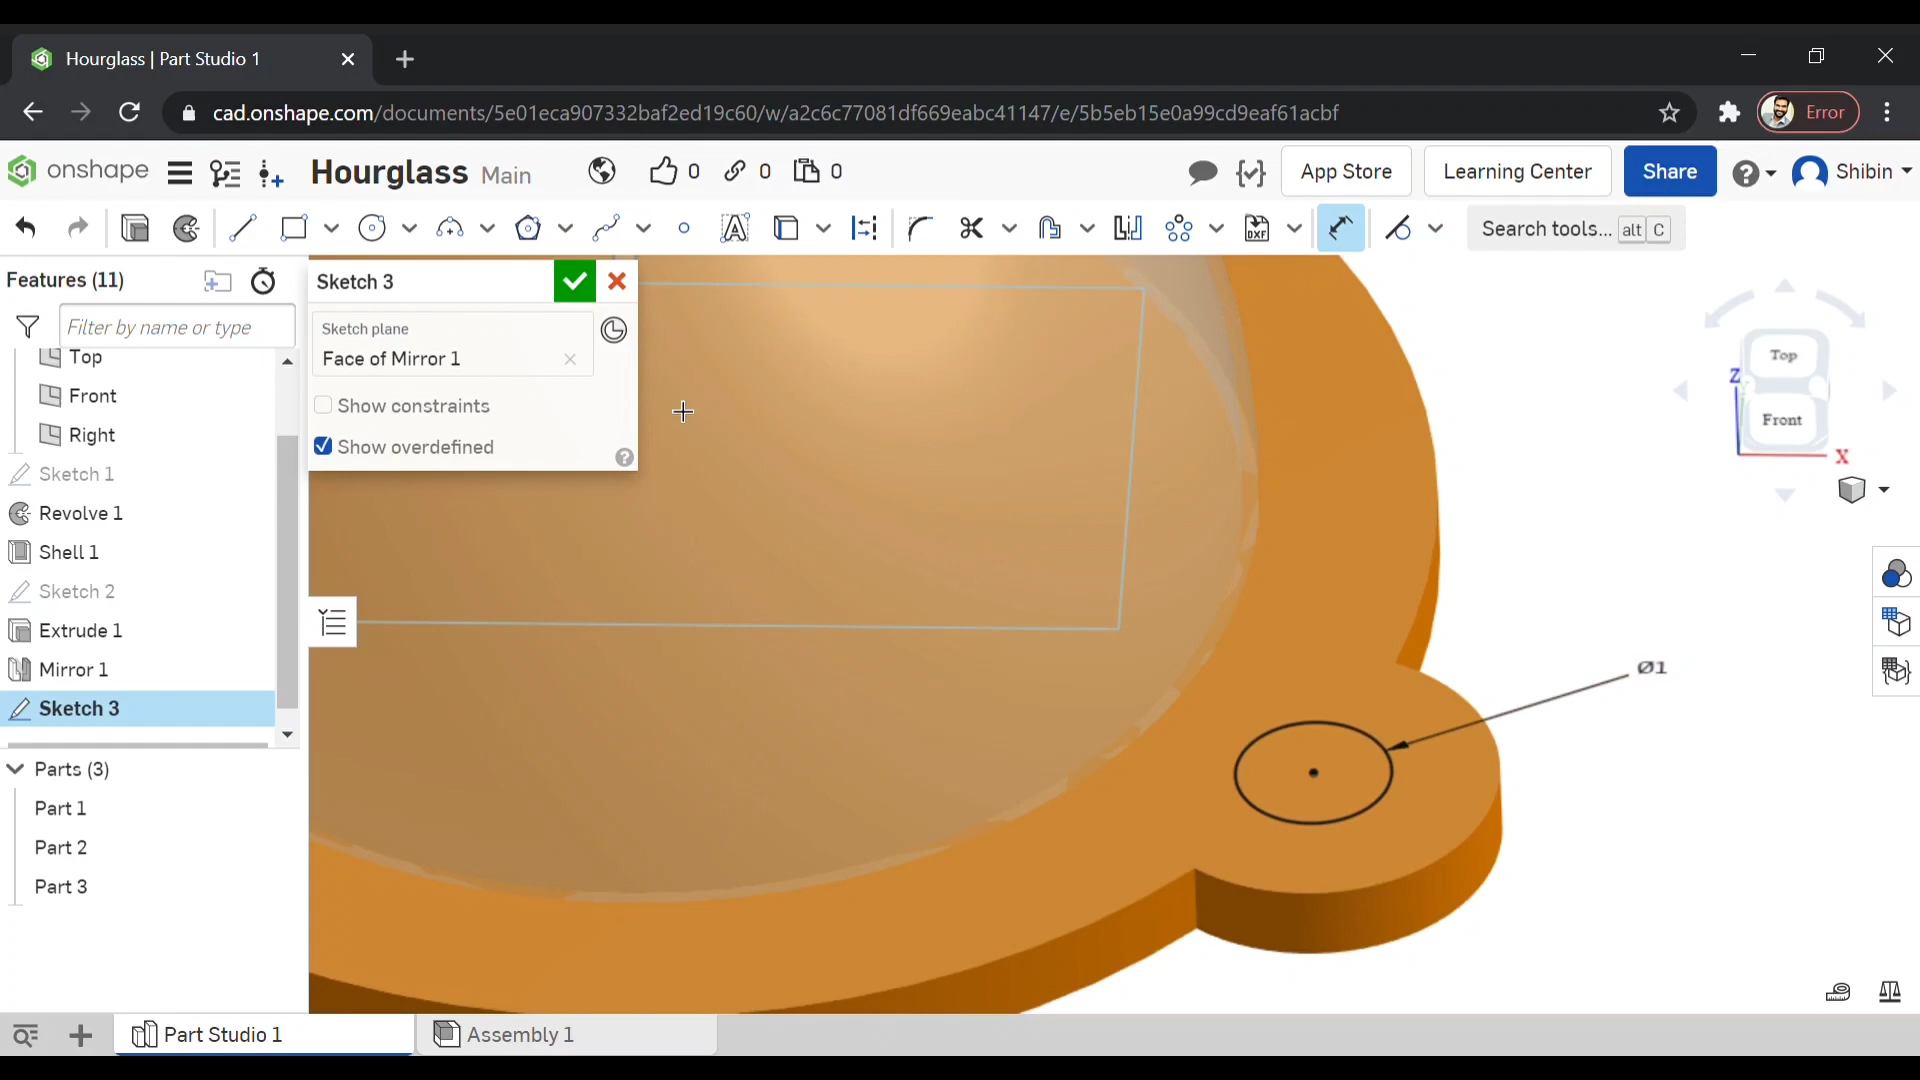 Hourglass | Part Studio 1
cad.onshape.com/documents/5e01eca907332baf2ed19c60/w/a2c6c77081df669eabc41147/e/5b5eb15e0a99cd9eaf61acbf
Error
onshape
Hourglass Main
0
0
0
App Store
Learning Center
Share
Shibin
DXF
Search tools... alt C
Features (11)
Filter by name or type
Top
Front
Right
Sketch 1
Revolve 1
Shell 1
Sketch 2
Extrude 1
Mirror 1
Sketch 3
Parts (3)
Part 1
Part 2
Part 3
Sketch 3
Sketch plane
Face of Mirror 1
Show constraints
Show overdefined
Ø1
Top
Z
Front
X
Part Studio 1
Assembly 1